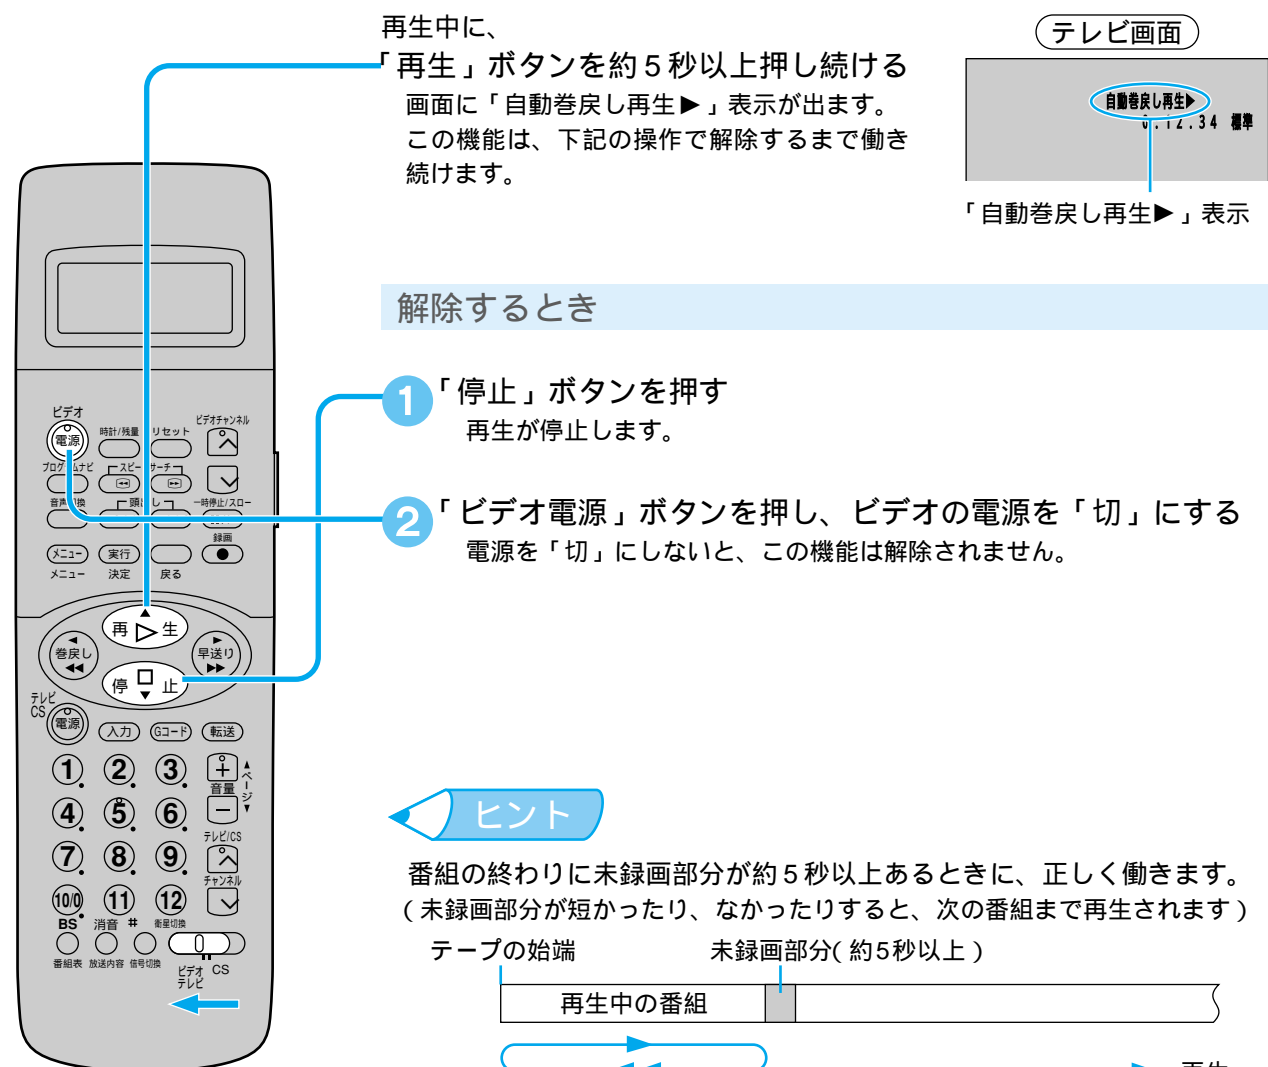 再生中に、
「再生」ボタンを約5秒以上押し続ける
画面に「自動巻戻し再生▶」表示が出ます。
この機能は、下記の操作で解除するまで働き
続けます。
テレビ画面
自動巻戻し再生▶
標準
「自動巻戻し再生▶」表示
解除するとき
1 「停止」ボタンを押す
再生が停止します。
2 「ビデオ電源」ボタンを押し、ビデオの電源を「切」にする
電源を「切」にしないと、この機能は解除されません。
ビデオ
電源
時計/残量
リセット
ビデオチャンネル
一時停止/スロー
録画
メニュー
実行
メニュー
決定
戻る
再 生
巻戻し
早送り
停 止
テレビ
CS
電源
入力
Gコード
転送
1 2 3
音量
ページ
4 5 6
テレビ/CS
7 8 9
チャンネル
10/0 11 12
BS 消音 # 衛星切換
番組表 放送内容 信号切換
ビデオ CS
テレビ
ヒント
番組の終わりに未録画部分が約5秒以上あるときに、正しく働きます。
(未録画部分が短かったり、なかったりすると、次の番組まで再生されます)
テープの始端 未録画部分(約5秒以上)
再生中の番組